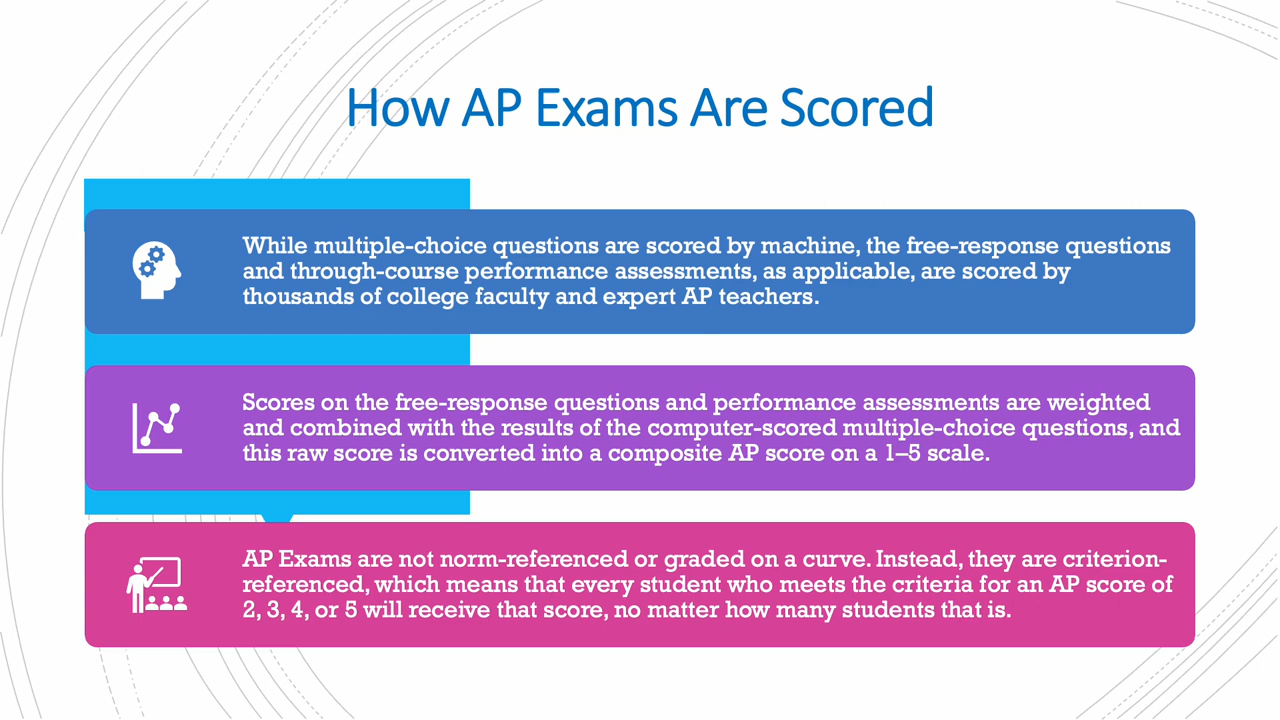 How AP Exams Are Scored
While multiple-choice questions are scored by machine, the free-response questions
and through-course performance assessments, as applicable, are scored by
thousands of college faculty and expert AP teachers.
Scores on the free-response questions and performance assessments are weighted
and combined with the results of the computer-scored multiple-choice questions, and
this raw score is converted into a composite AP score on a 1–5 scale.
AP Exams are not norm-referenced or graded on a curve. Instead, they are criterion-
referenced, which means that every student who meets the criteria for an AP score of
2, 3, 4, or 5 will receive that score, no matter how many students that is.